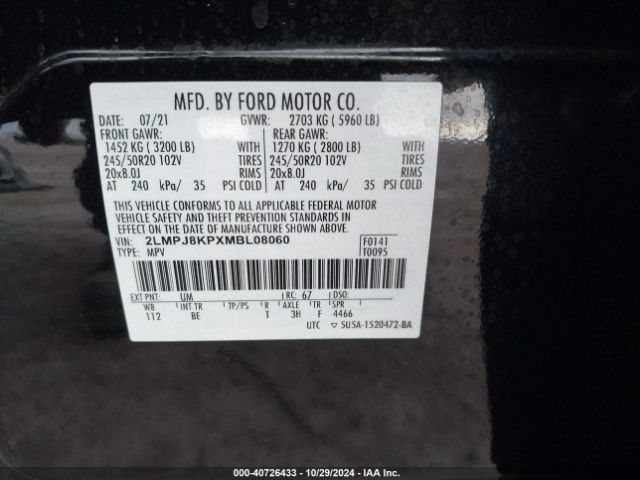 MFD. BY FORD MOTOR CO.
DATE: 07/21 GVWR: 2703 KG ( 5960 LB)
FRONT GAWR: REAR GAWR:
1452 KG ( 3200 LB) WITH 1270 KG ( 2800 LB) WITH
245/50R20 102V TIRES 245/50R20 102V TIRES
20x8.0J RIMS 20x8.0J RIMS
AT 240 kPa/ 35 PSI COLD AT 240 kPa/ 35 PSI COLD
THIS VEHICLE CONFORMS TO ALL APPLICABLE FEDERAL MOTOR
VEHICLE SAFETY AND THEFT PREVENTION STANDARDS IN
EFFECT ON THE DATE OF MANUFACTURE SHOWN ABOVE.
VIN: 2LMPJ8KPXMBL08060 F0141
TYPE: MPV T0095
EXT PNT: UM RC: 67 DSO:
WB INT TR TP/PS R AXLE TR SPR
112 BE T 3H F 4466
UTC ▽ 5U5A-1520472-BA
000-40726433 - 10/29/2024 - IAA Inc.